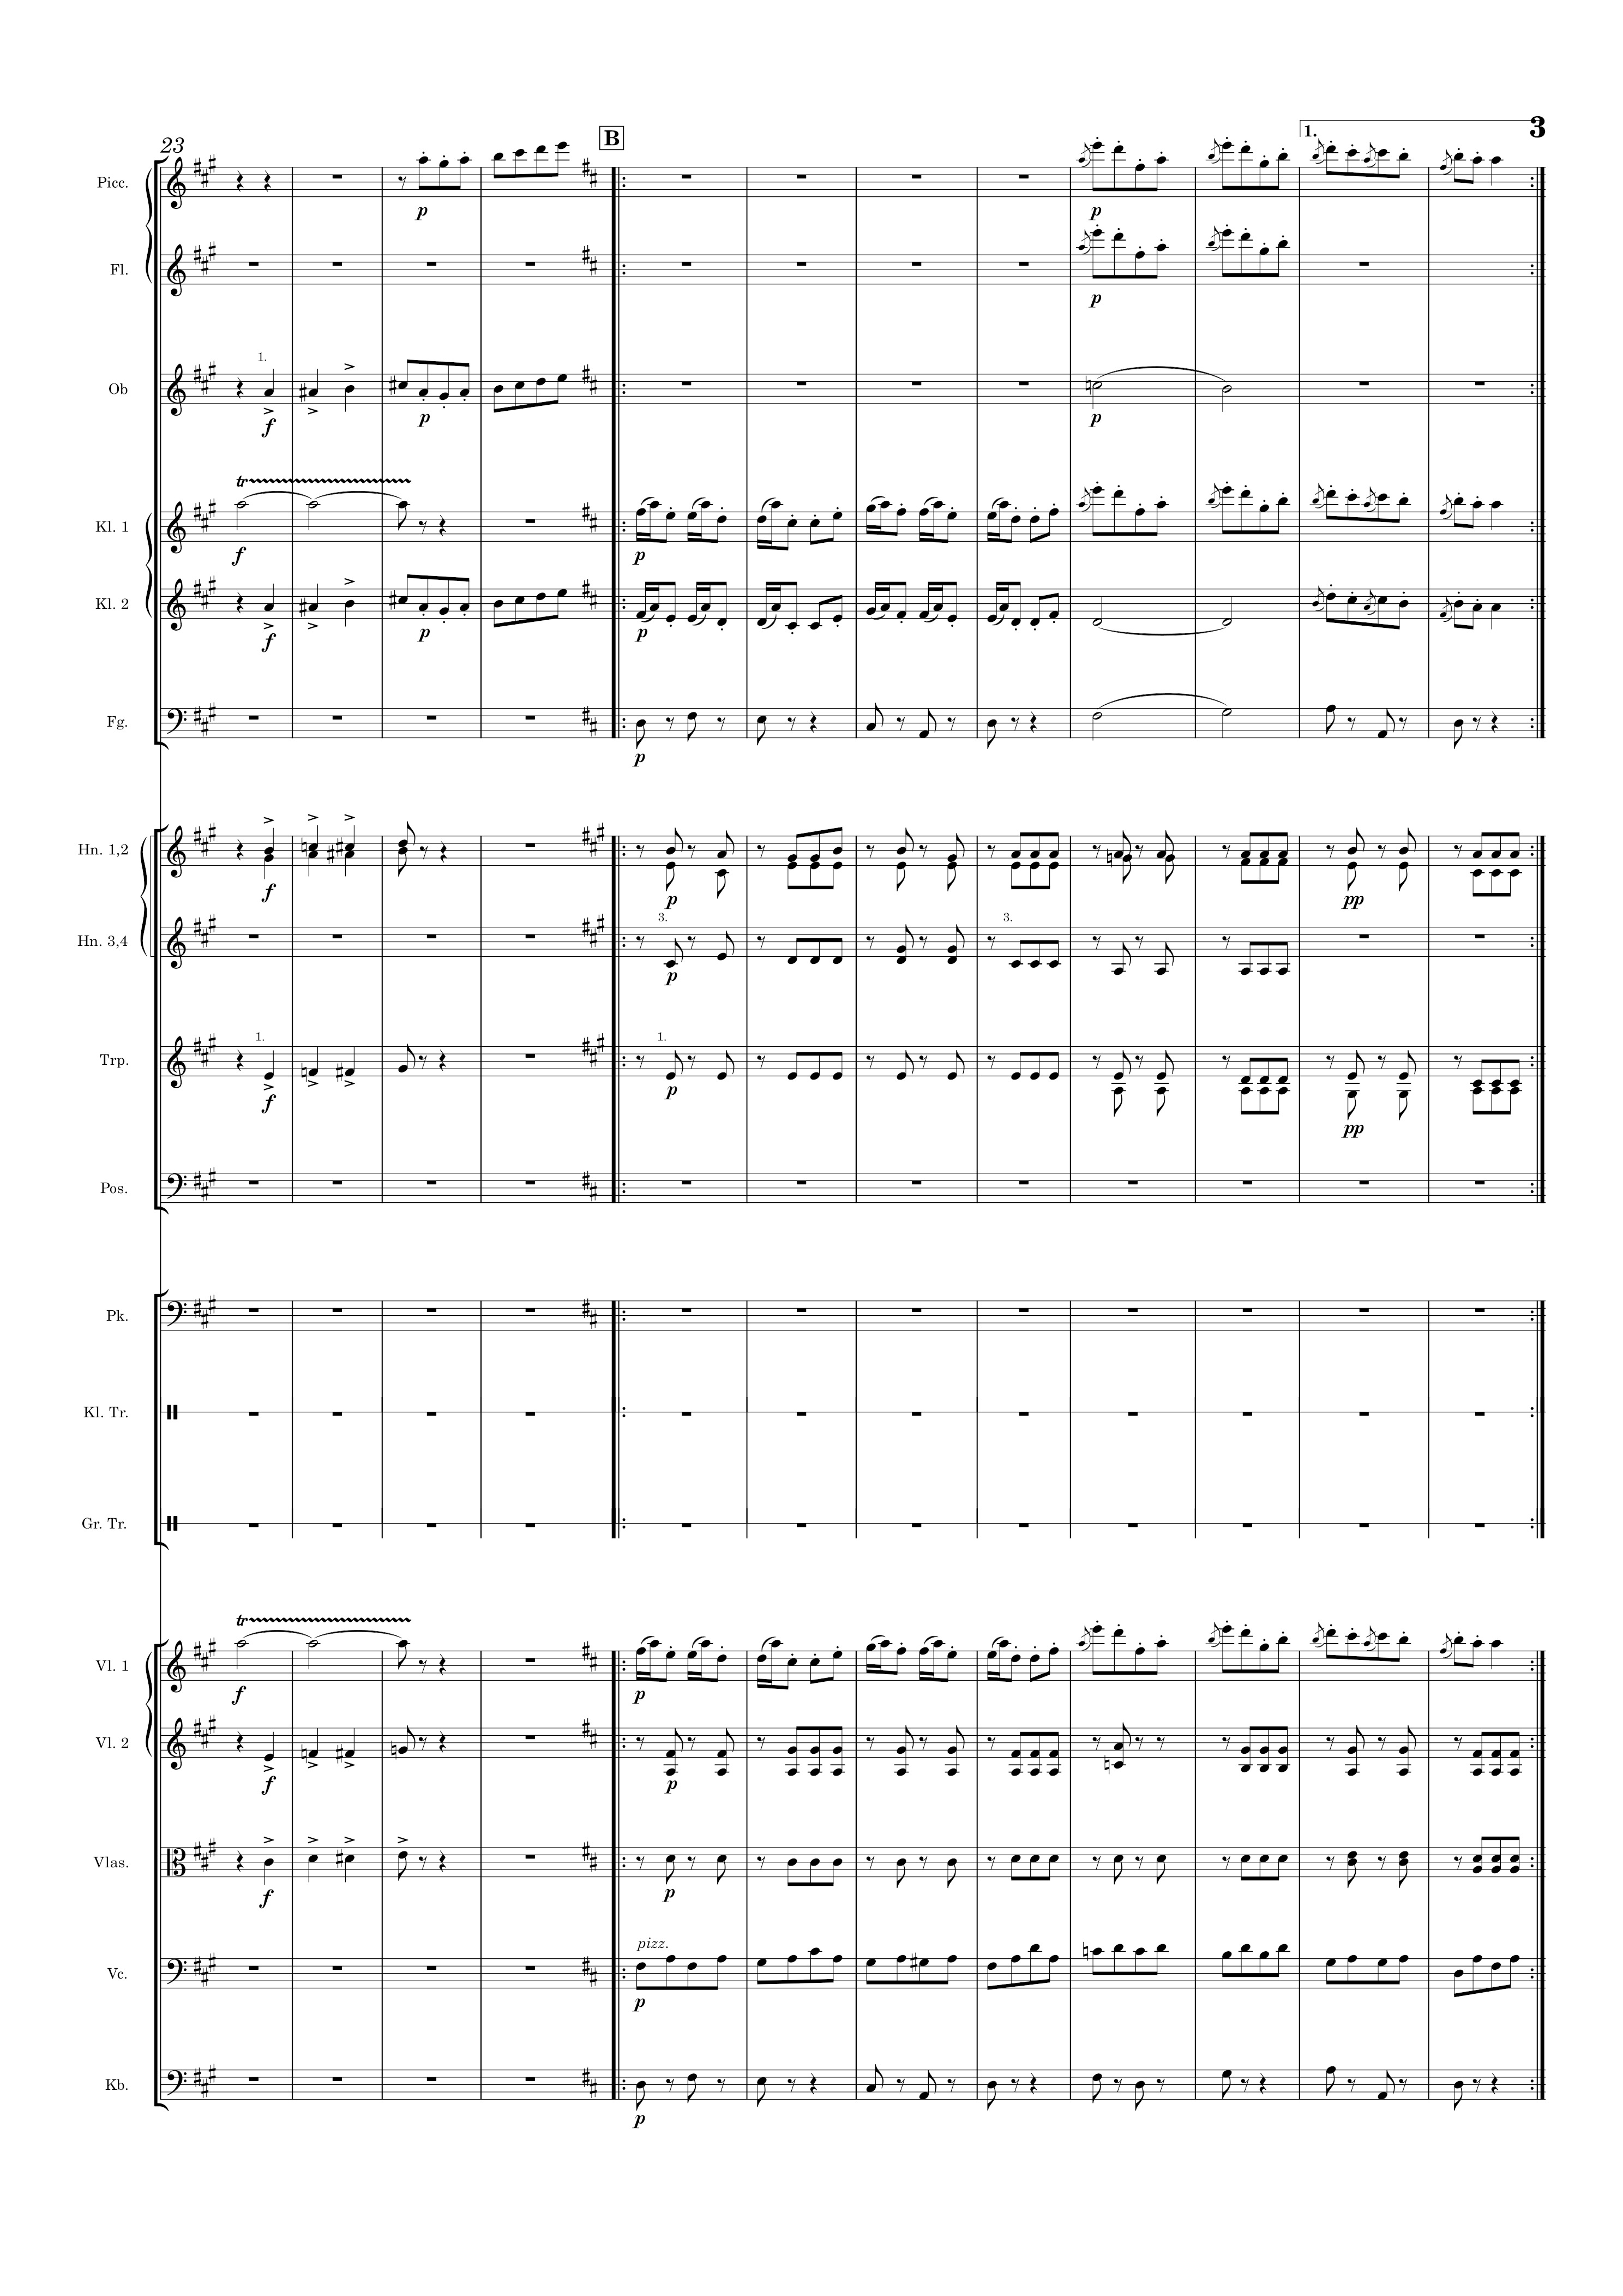 3
23
B
1.
Picc.
p
p
Fl.
p
1.
Ob
f
p
p
tr
Kl. 1
f
p
Kl. 2
f
p
p
Fg.
p
Hn. 1,2
f
p
pp
3.
3.
Hn. 3,4
p
1.
1.
Trp.
f
p
pp
Pos.
Pk.
Kl. Tr.
Gr. Tr.
tr
Vl. 1
f
p
Vl. 2
f
p
Vlas.
f
p
pizz.
Vc.
p
Kb.
p